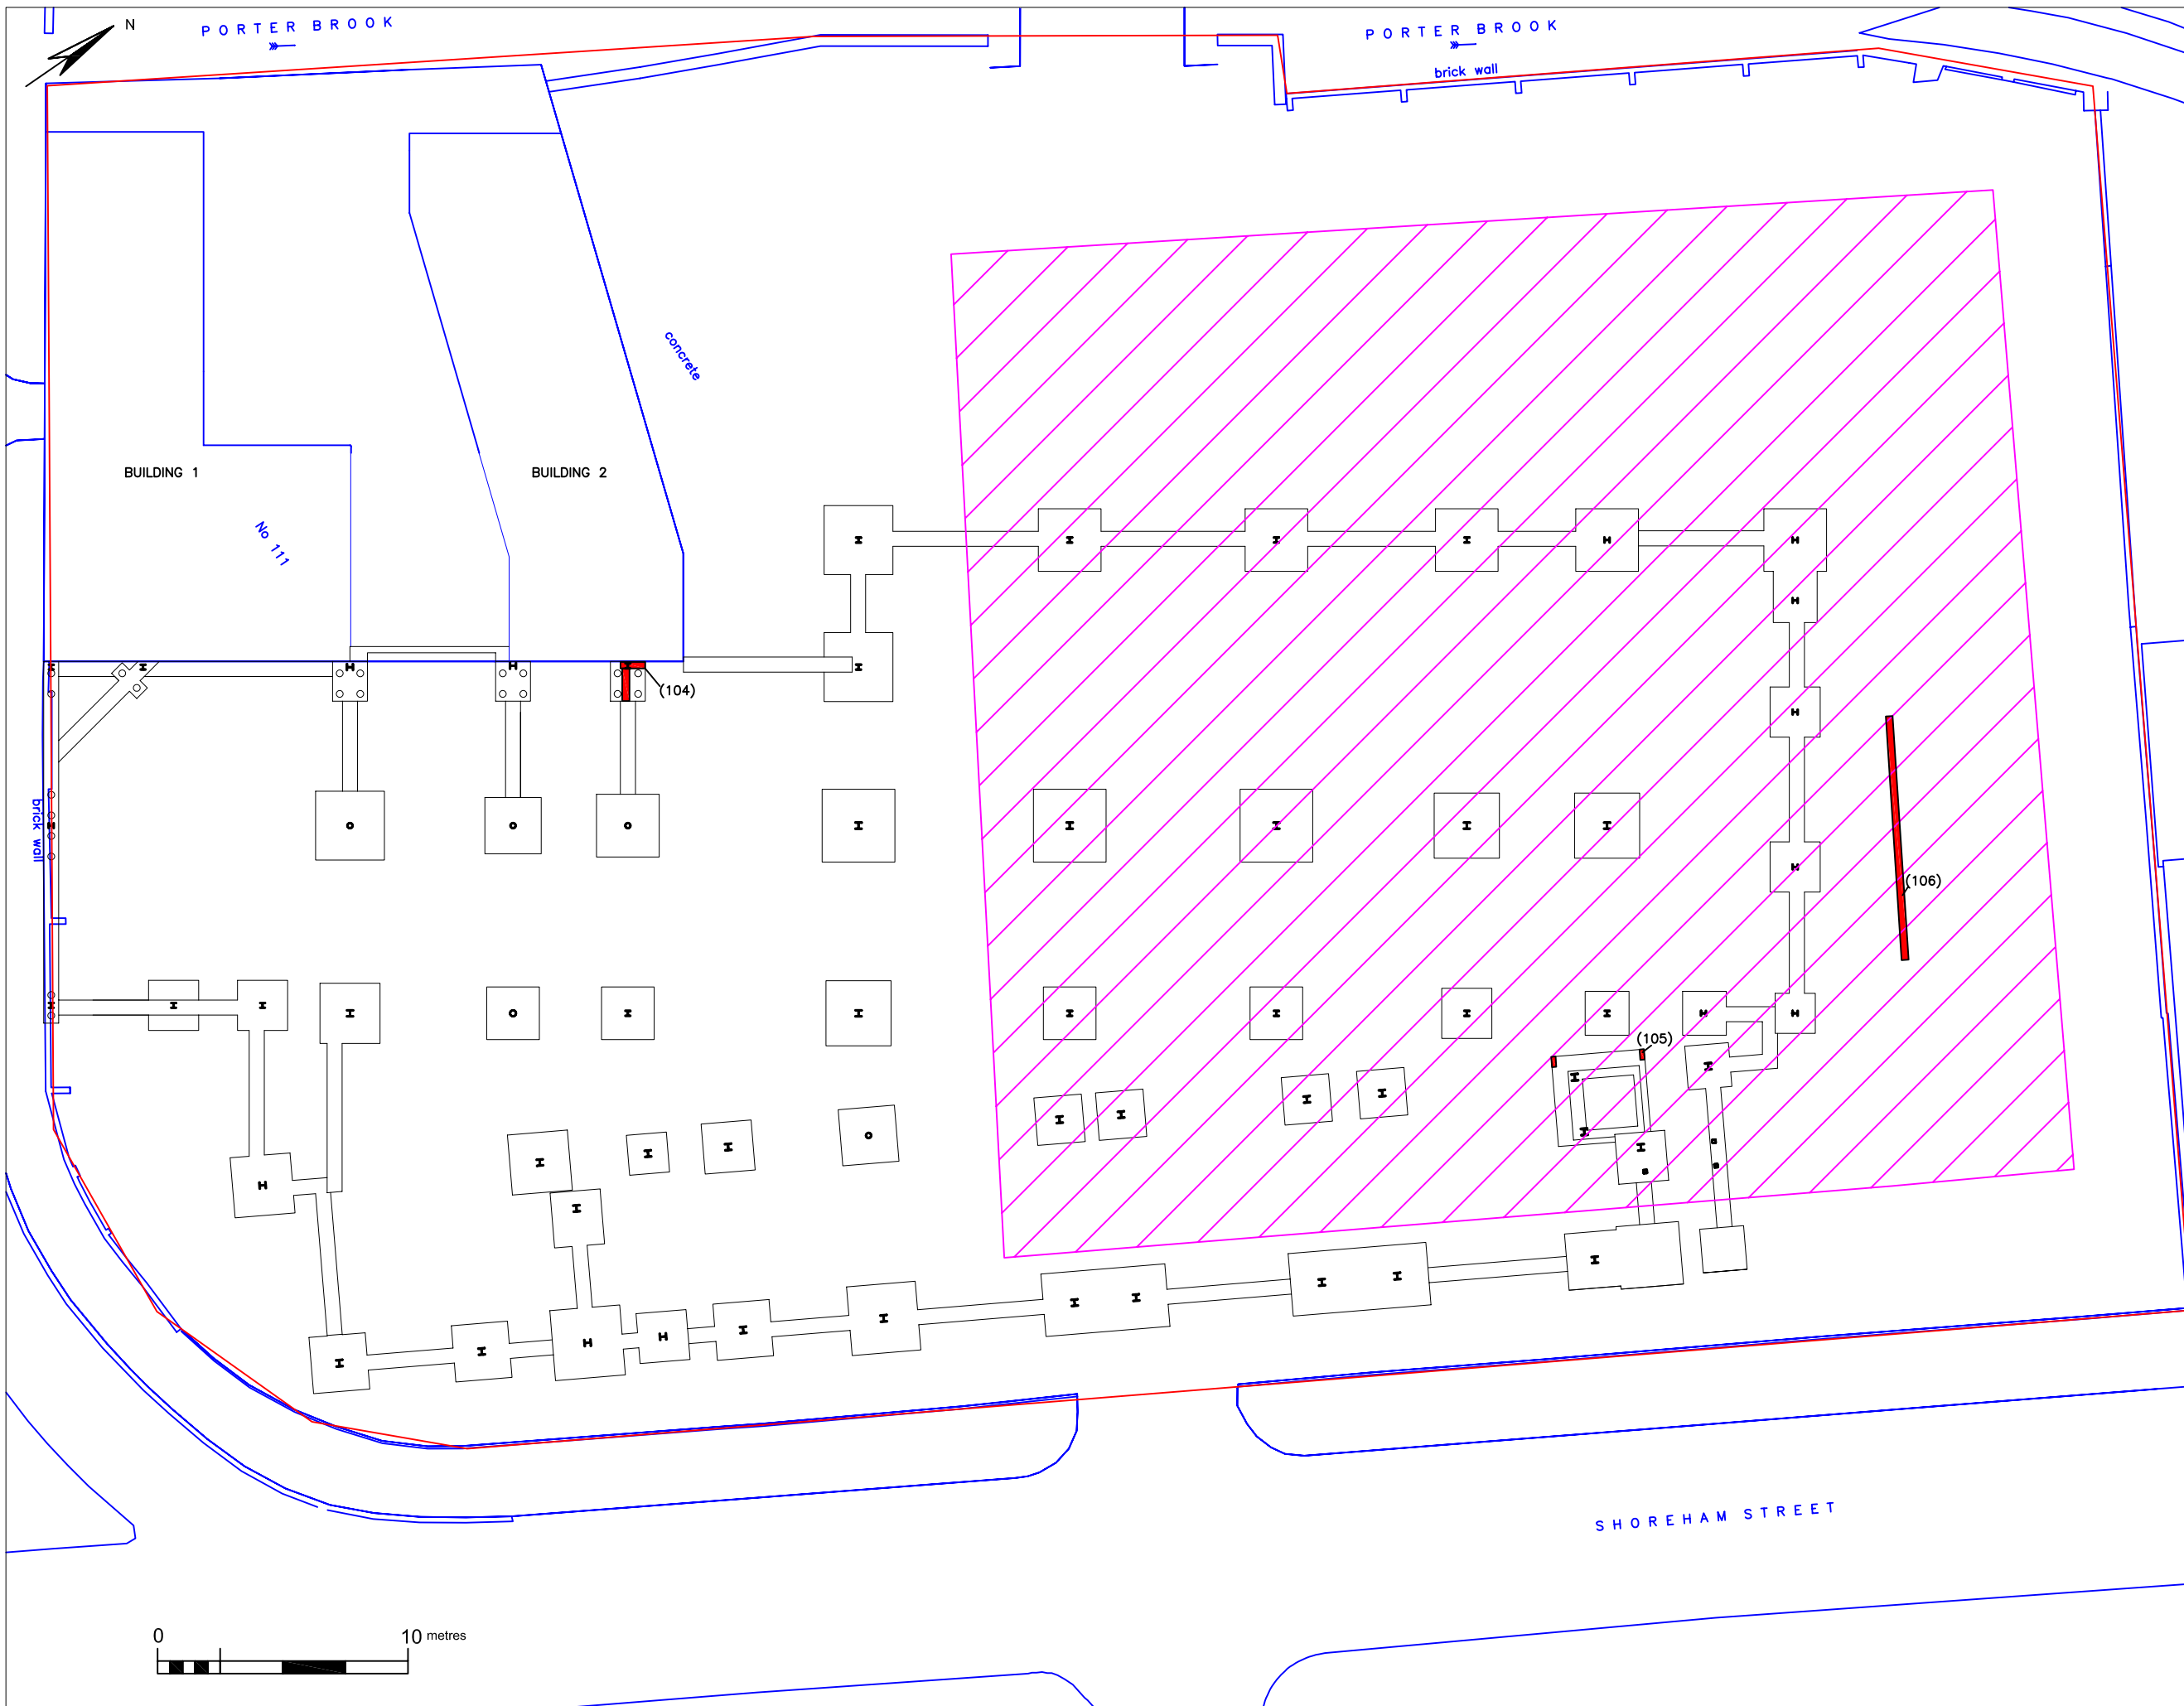 N
PORTER BROOK
PORTER BROOK
brick wall
concrete
BUILDING 1
BUILDING 2
No 111
(104)
brick wall
(106)
(105)
SHOREHAM STREET
0
10 metres